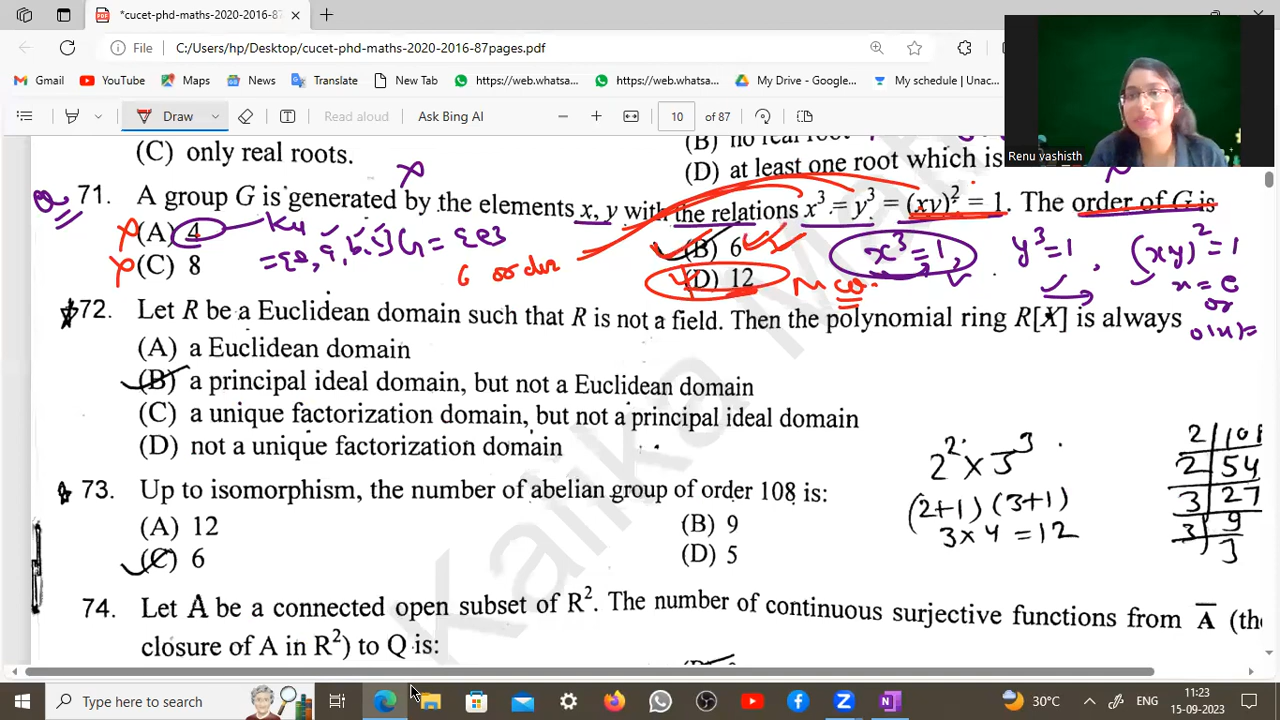 *cucet-phd-maths-2020-2016-87
File C:/Users/hp/Desktop/cucet-phd-maths-2020-2016-87pages.pdf
Gmail YouTube Maps News Translate New Tab https://www.whatsa... https://web.whatsa... My Drive - Google... My schedule | Unac...
Draw Read aloud Ask Bing AI 10 of 87
Renu vashisth
(C) only real roots.
(B) no real root
(D) at least one root which is
71. A group G is generated by the elements x, y with the relations x³ = y³ = (xy)² = 1. The order of G is
(A) 4
K4
= {e, a, b, c} G = {e}
(B) 6
x³ = 1, y³ = 1, (xy)² = 1
(C) 8
6 order
(D) 12
x = e
or
72. Let R be a Euclidean domain such that R is not a field. Then the polynomial ring R[X] is always
(A) a Euclidean domain
(B) a principal ideal domain, but not a Euclidean domain
(C) a unique factorization domain, but not a principal ideal domain
(D) not a unique factorization domain
2² x 3³
(2+1) (3+1)
3 x 4 = 12
2 | 108
2 | 54
3 | 27
3 | 9
3
73. Up to isomorphism, the number of abelian group of order 108 is:
(A) 12
(B) 9
(C) 6
(D) 5
74. Let A be a connected open subset of R². The number of continuous surjective functions from A̅ (the
closure of A in R²) to Q is:
Kalika Mat
Type here to search
30°C ENG 11:23
15-09-2023